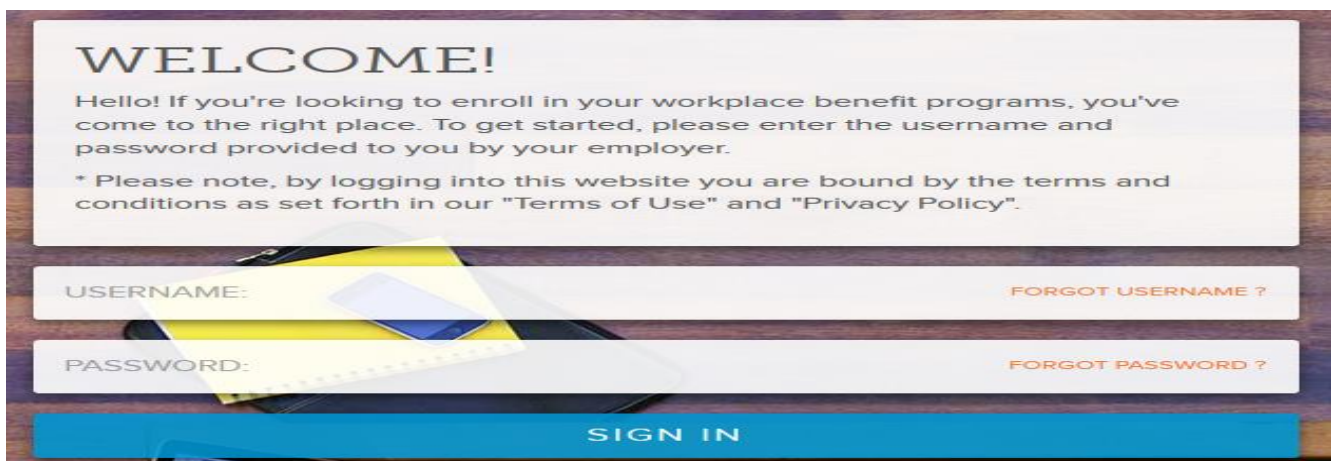 WELCOME!
Hello! If you're looking to enroll in your workplace benefit programs, you've
come to the right place. To get started, please enter the username and
password provided to you by your employer.
* Please note, by logging into this website you are bound by the terms and
conditions as set forth in our "Terms of Use" and "Privacy Policy".
USERNAME: FORGOT USERNAME ?
PASSWORD: FORGOT PASSWORD ?
SIGN IN